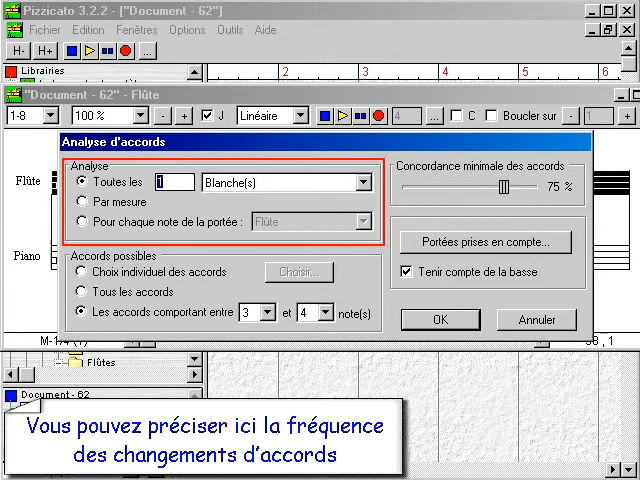 Pizzicato 3.2.2 - ["Document - 62"]
Fichier Edition Fenêtres Options Outils Aide
H- H+ ...
Librairies
2 3 4 5 6
"Document - 62" - Flûte
1-8 100 % - + J Linéaire 4 ... C Boucler sur - 1 +
Analyse d'accords
Flûte
Piano
Analyse
Toutes les 1 Blanche(s)
Par mesure
Pour chaque note de la portée : Flûte
Concordance minimale des accords
75 %
Accords possibles
Choix individuel des accords Choisir...
Tous les accords
Les accords comportant entre 3 et 4 note(s)
Portées prises en compte...
Tenir compte de la basse
OK Annuler
Flûtes
Document - 62
Vous pouvez préciser ici la fréquence
des changements d'accords